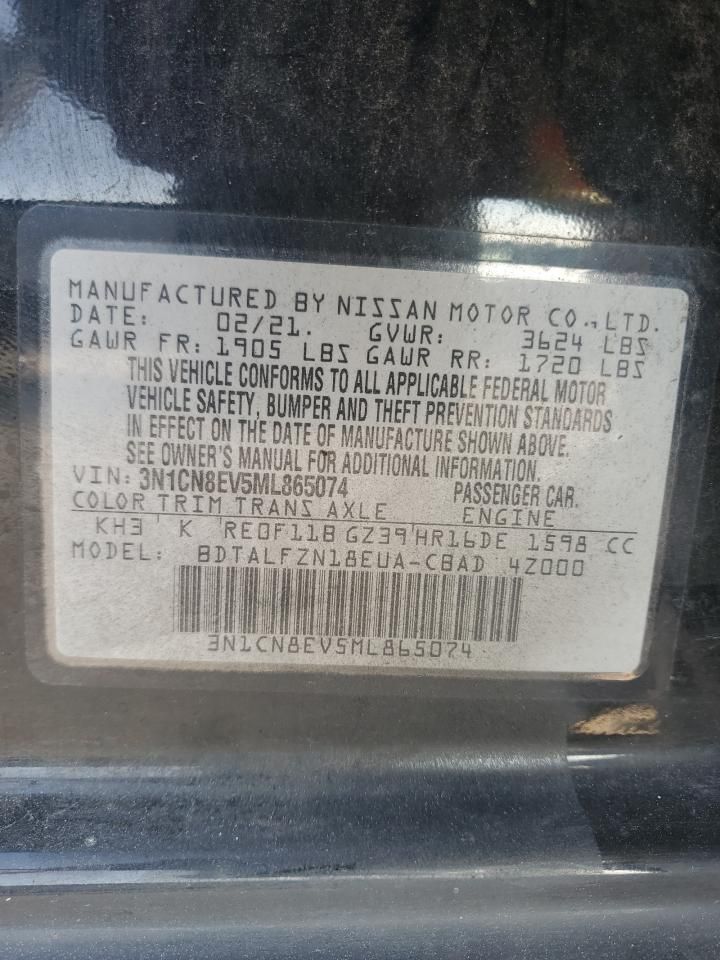 MANUFACTURED BY NISSAN MOTOR CO.,LTD.
DATE: 02/21. GVWR: 3624 LBS
GAWR FR: 1905 LBS GAWR RR: 1720 LBS
THIS VEHICLE CONFORMS TO ALL APPLICABLE FEDERAL MOTOR
VEHICLE SAFETY, BUMPER AND THEFT PREVENTION STANDARDS
IN EFFECT ON THE DATE OF MANUFACTURE SHOWN ABOVE.
SEE OWNER'S MANUAL FOR ADDITIONAL INFORMATION.
VIN: 3N1CN8EV5ML865074 PASSENGER CAR.
COLOR TRIM TRANS AXLE ENGINE
KH3 K RE0F11B GZ39 HR16DE 1598 CC
MODEL: BDTALFZN18EUA-CBAD 4Z000
3N1CN8EV5ML865074